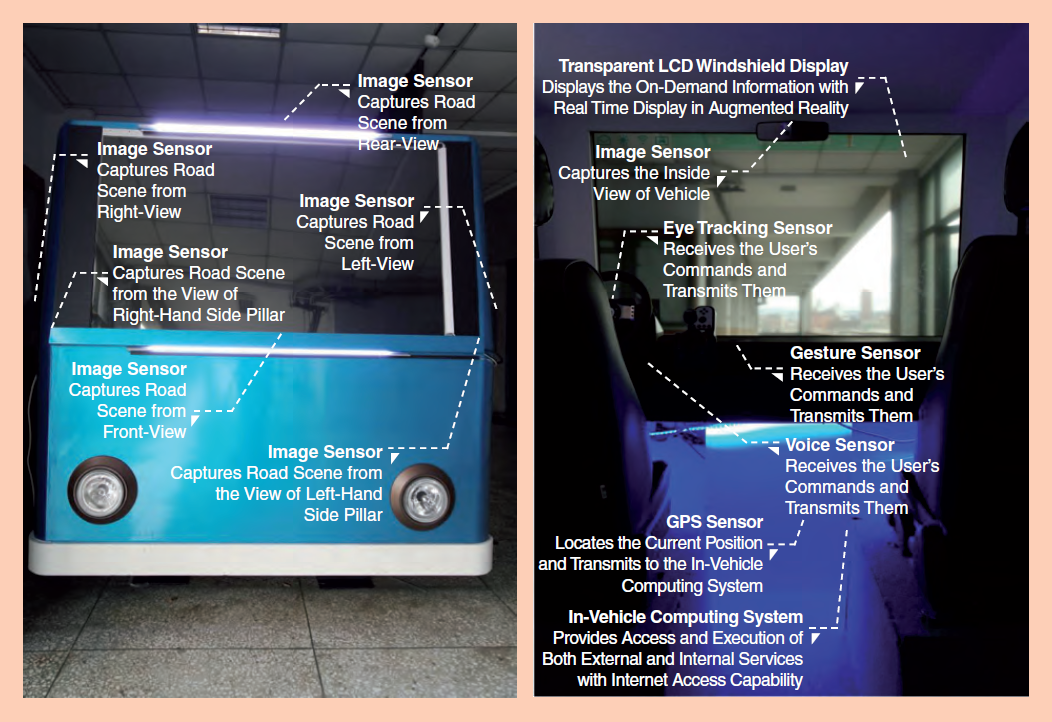 Image Sensor
Captures Road
Scene from
Rear-View
Image Sensor
Captures Road
Scene from
Right-View
Image Sensor
Captures Road
Scene from
Left-View
Image Sensor
Captures Road Scene
from the View of
Right-Hand Side Pillar
Image Sensor
Captures Road
Scene from
Front-View
Image Sensor
Captures Road Scene from
the View of Left-Hand
Side Pillar
Transparent LCD Windshield Display
Displays the On-Demand Information with
Real Time Display in Augmented Reality
Image Sensor
Captures the Inside
View of Vehicle
Eye Tracking Sensor
Receives the User's
Commands and
Transmits Them
Gesture Sensor
Receives the User's
Commands and
Transmits Them
Voice Sensor
Receives the User's
Commands and
Transmits Them
GPS Sensor
Locates the Current Position
and Transmits to the In-Vehicle
Computing System
In-Vehicle Computing System
Provides Access and Execution of
Both External and Internal Services
with Internet Access Capability